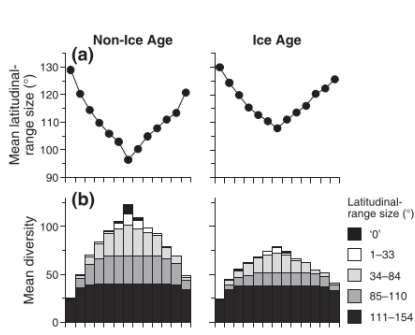 Non-Ice Age
Ice Age
(a)
Mean latitudinal-
range size (°)
130
120
110
100
90
(b)
Mean diversity
100
50
0
Latitudinal-
range size (°)
'0'
1–33
34–84
85–110
111–154